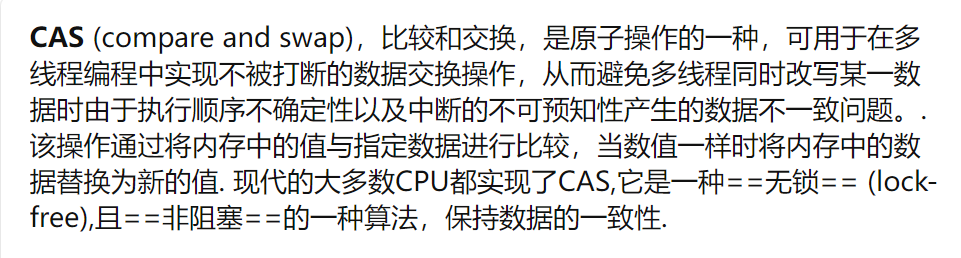 CAS (compare and swap)，比较和交换，是原子操作的一种，可用于在多
线程编程中实现不被打断的数据交换操作，从而避免多线程同时改写某一数
据时由于执行顺序不确定性以及中断的不可预知性产生的数据不一致问题。.
该操作通过将内存中的值与指定数据进行比较，当数值一样时将内存中的数
据替换为新的值. 现代的大多数CPU都实现了CAS,它是一种==无锁== (lock-
free),且==非阻塞==的一种算法，保持数据的一致性.